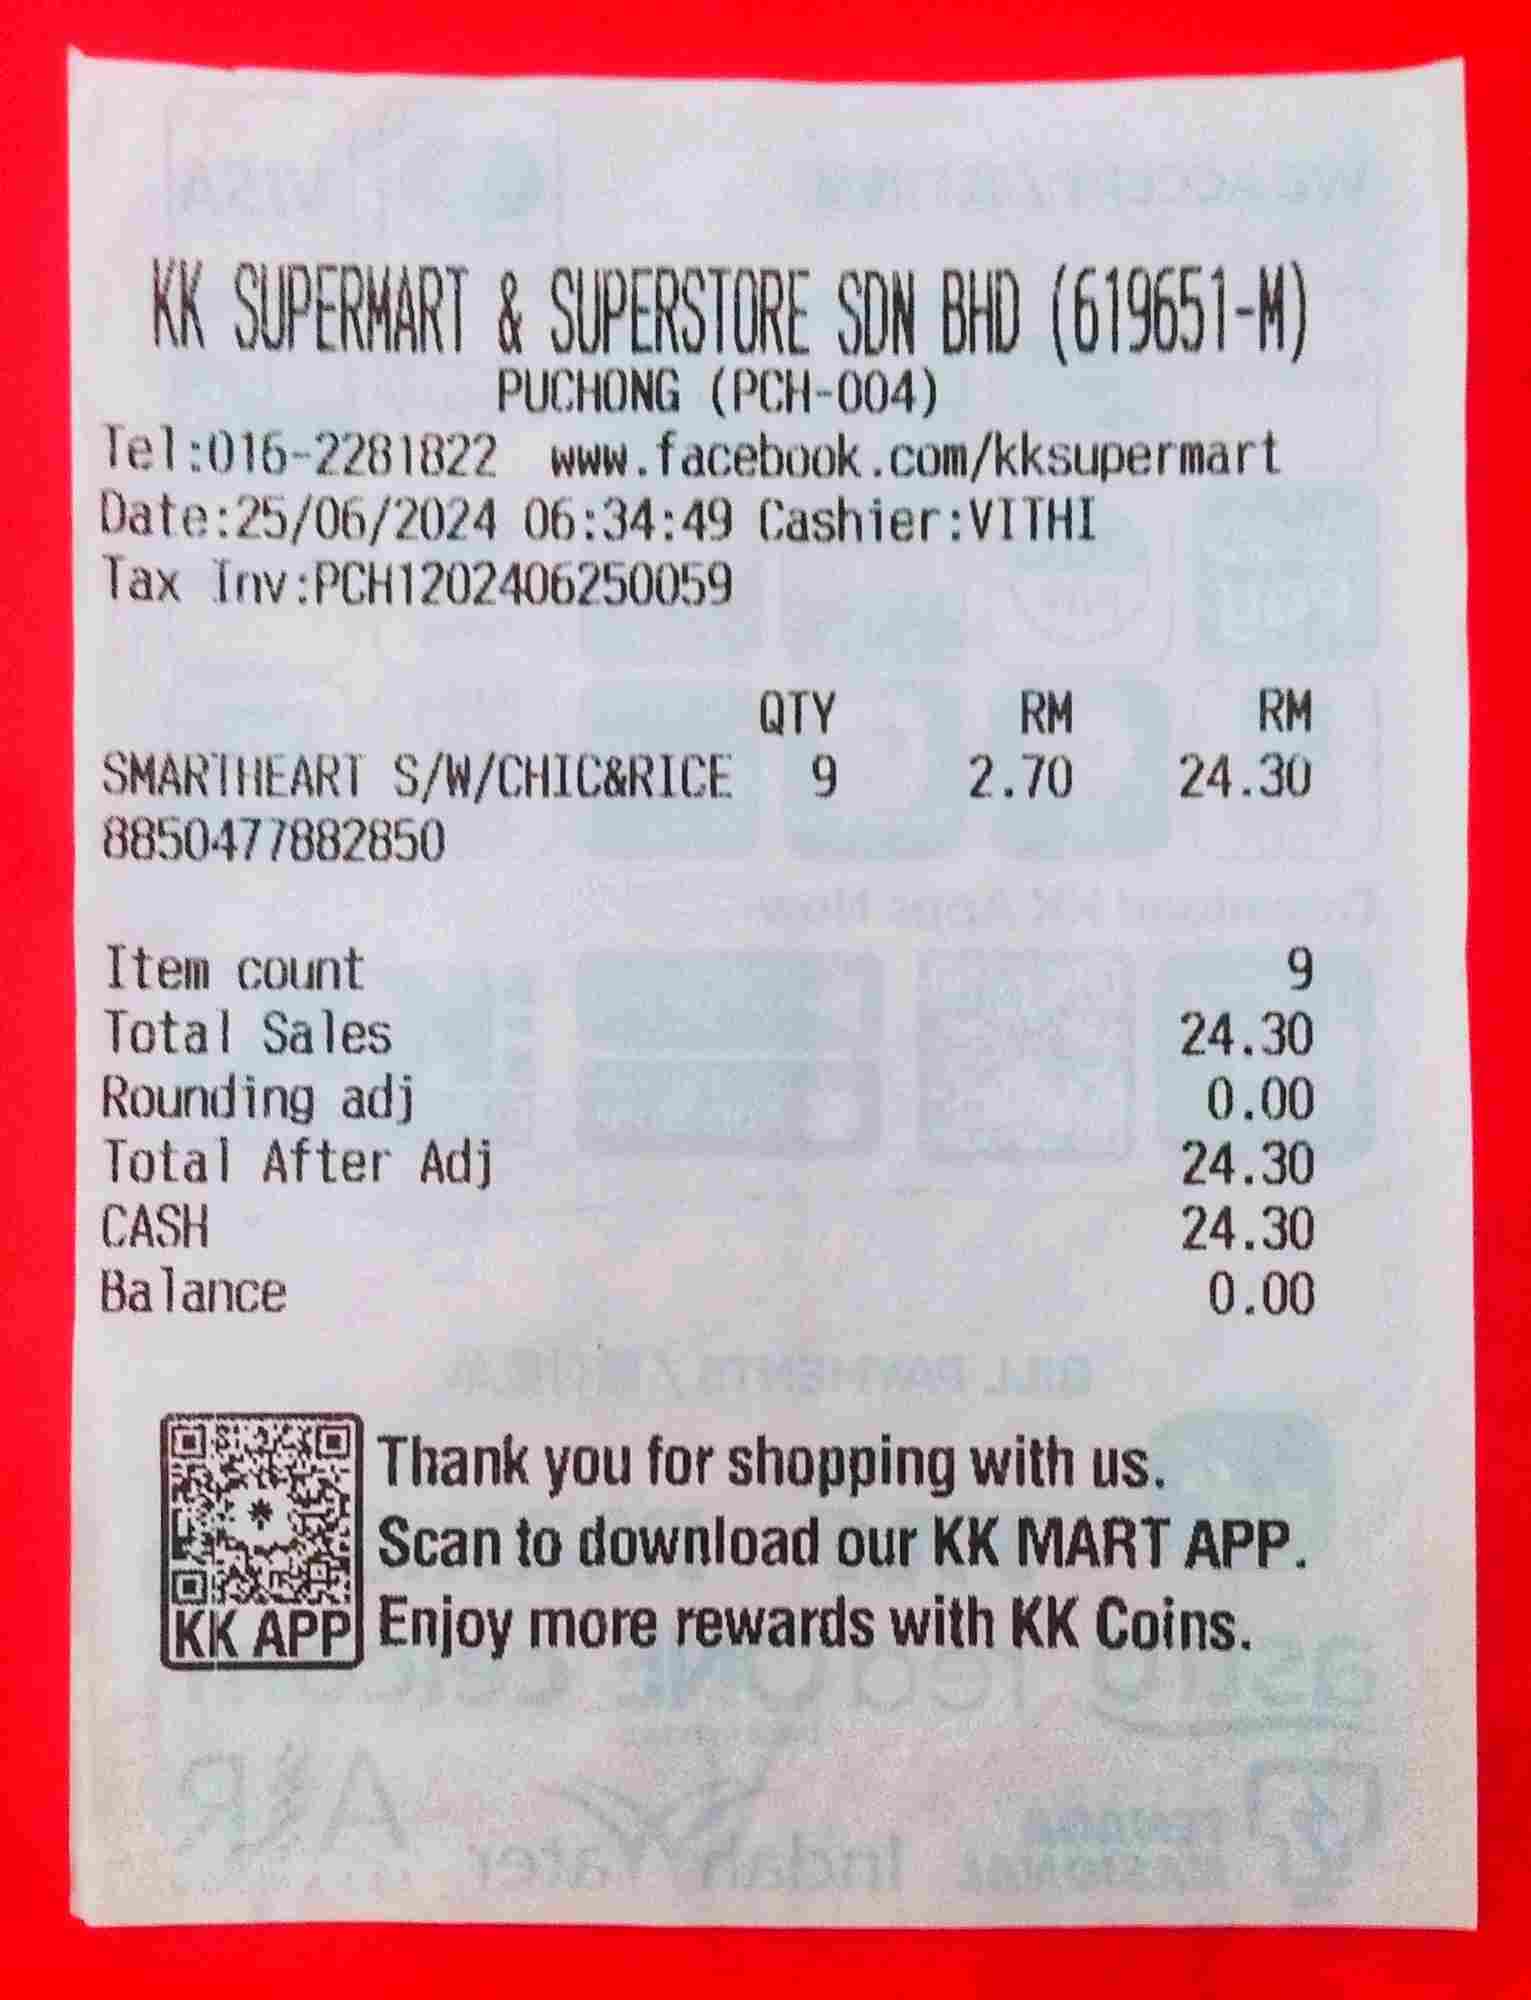 KK SUPERMART & SUPERSTORE SDN BHD (619651-M)
PUCHONG (PCH-004)
Tel:016-2281822 www.facebook.com/kksupermart
Date:25/06/2024 06:34:49 Cashier:VITHI
Tax Inv:PCH1202406250059
QTY RM RM
SMARTHEART S/W/CHIC&RICE 9 2.70 24.30
8850477882850
Item count 9
Total Sales 24.30
Rounding adj 0.00
Total After Adj 24.30
CASH 24.30
Balance 0.00
Thank you for shopping with us.
Scan to download our KK MART APP.
Enjoy more rewards with KK Coins.
KK APP